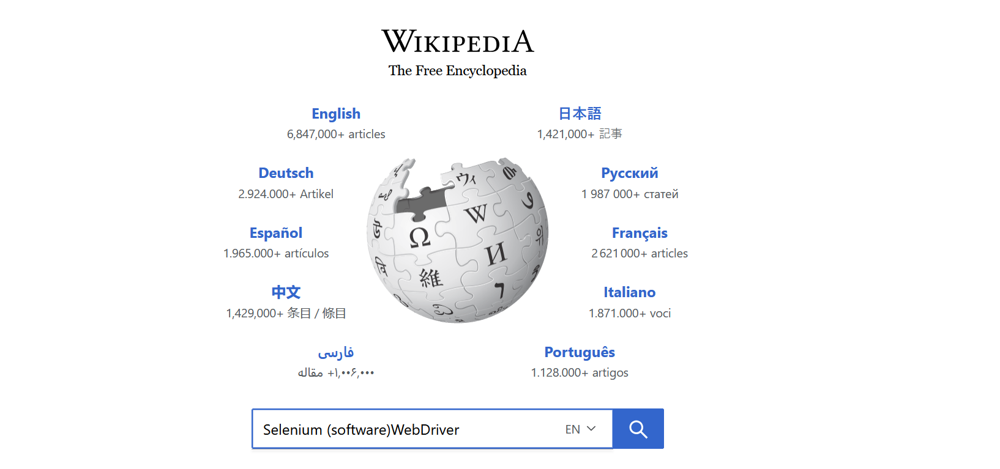 WIKIPEDIA
The Free Encyclopedia
English
6,847,000+ articles
日本語
1,421,000+ 記事
Deutsch
2.924.000+ Artikel
Русский
1 987 000+ статей
Español
1.965.000+ artículos
Français
2 621 000+ articles
中文
1,429,000+ 条目 / 條目
Italiano
1.871.000+ voci
فارسی
۱,۰۰۶,۰۰۰+ مقاله
Português
1.128.000+ artigos
Ω
W
И
維
ウィ
Selenium (software)WebDriver
EN